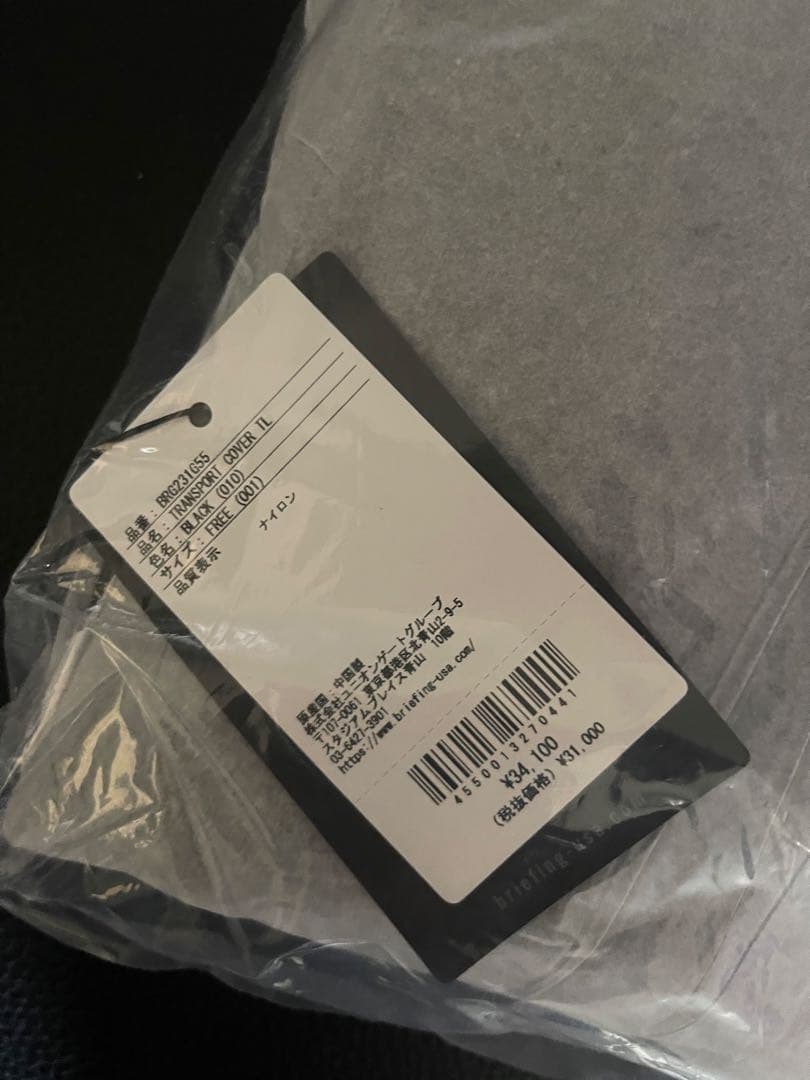 品番：BRG231G55
品名：TRANSPORT COVER TL
色名：BLACK (010)
サイズ：FREE (001)
品質表示
ナイロン
原産国：中国製
株式会社ユニオンゲートグループ
〒107-0061 東京都港区北青山2-9-5
スタジアムプレイス青山 10階
03-6427-3901
https://www.briefing-usa.com/
4550013270441
¥34,100
(税抜価格) ¥31,000
briefing-usa.com